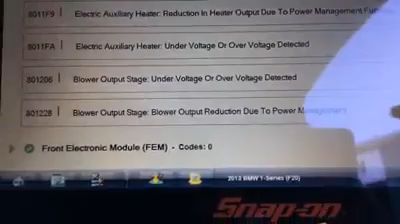 8011F9 Electric Auxiliary Heater: Reduction In Heater Output Due To Power Management
8011FA Electric Auxiliary Heater: Under Voltage Or Over Voltage Detected
801206 Blower Output Stage: Under Voltage Or Over Voltage Detected
801228 Blower Output Stage: Blower Output Reduction Due To Power Management
Front Electronic Module (FEM) - Codes: 0
2012 BMW 1-Series (F20)
Snap-on